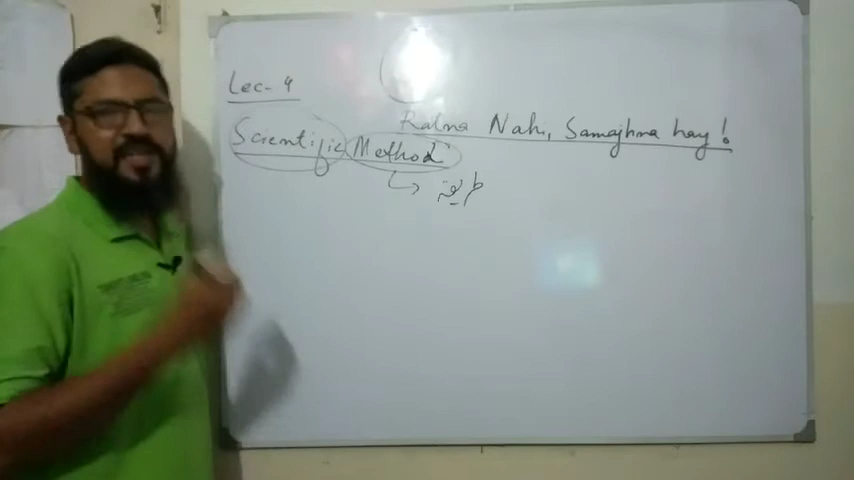 Lec-4
Ratna Nahi, Samajhna hay!
Scientific Method
طریقہ